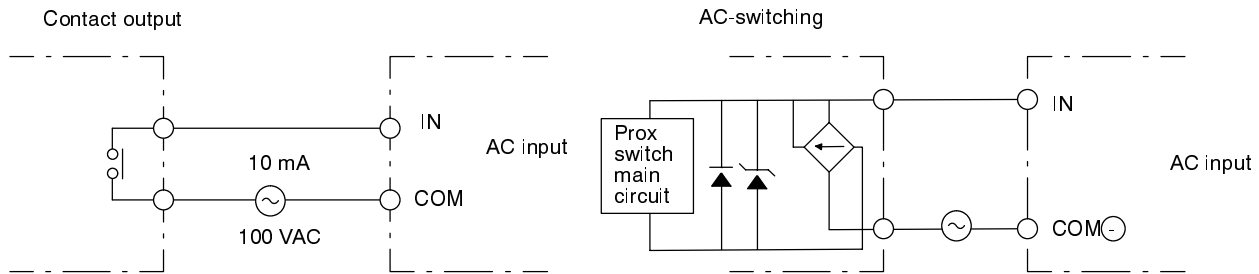 Contact output
IN
AC input
10 mA
COM
100 VAC
AC-switching
Prox
switch
main
circuit
IN
AC input
COM -